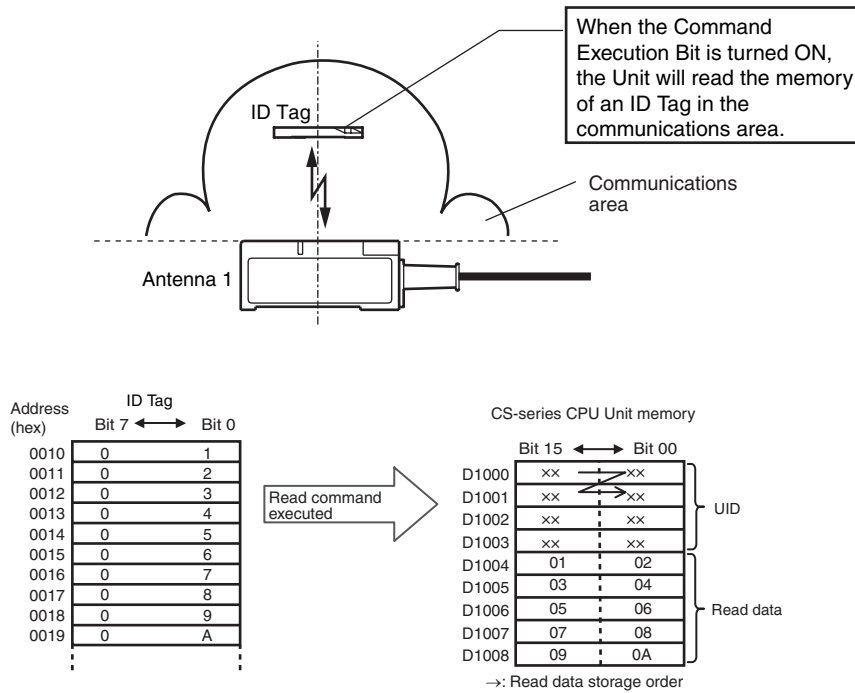 When the Command
Execution Bit is turned ON,
the Unit will read the memory
of an ID Tag in the
communications area.
ID Tag
Communications
area
Antenna 1
ID Tag
Address
(hex)
Bit 7 Bit 0
0010 0 1
0011 0 2
0012 0 3
0013 0 4
0014 0 5
0015 0 6
0016 0 7
0017 0 8
0018 0 9
0019 0 A
Read command
executed
CS-series CPU Unit memory
Bit 15 Bit 00
D1000 ×× ××
D1001 ×× ××
D1002 ×× ××
D1003 ×× ××
UID
D1004 01 02
D1005 03 04
D1006 05 06
D1007 07 08
D1008 09 0A
Read data
→: Read data storage order